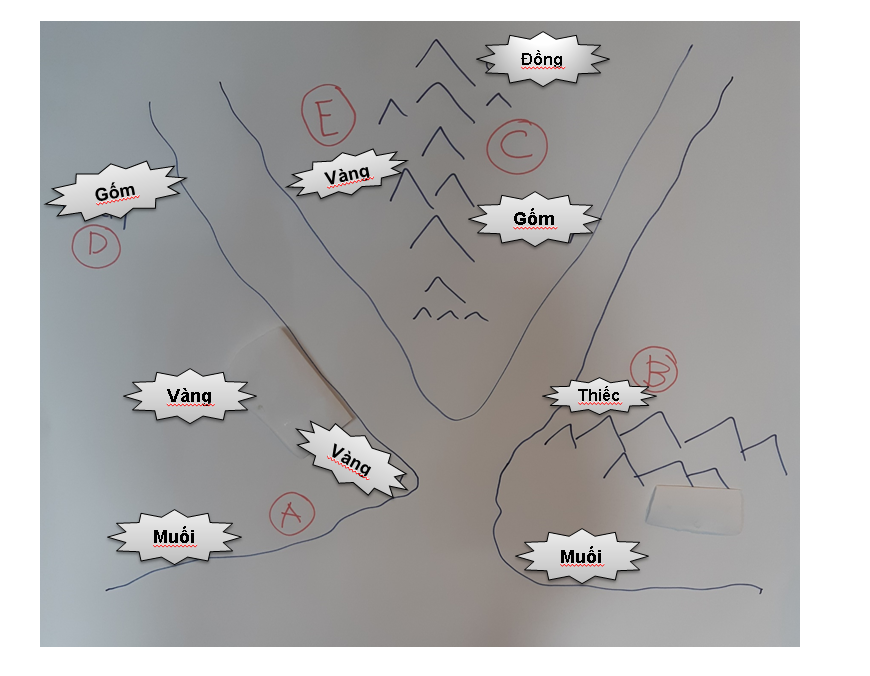 Đồng
E
C
Vàng
Gốm
Gốm
D
B
Vàng
Thiếc
Vàng
A
Muối
Muối